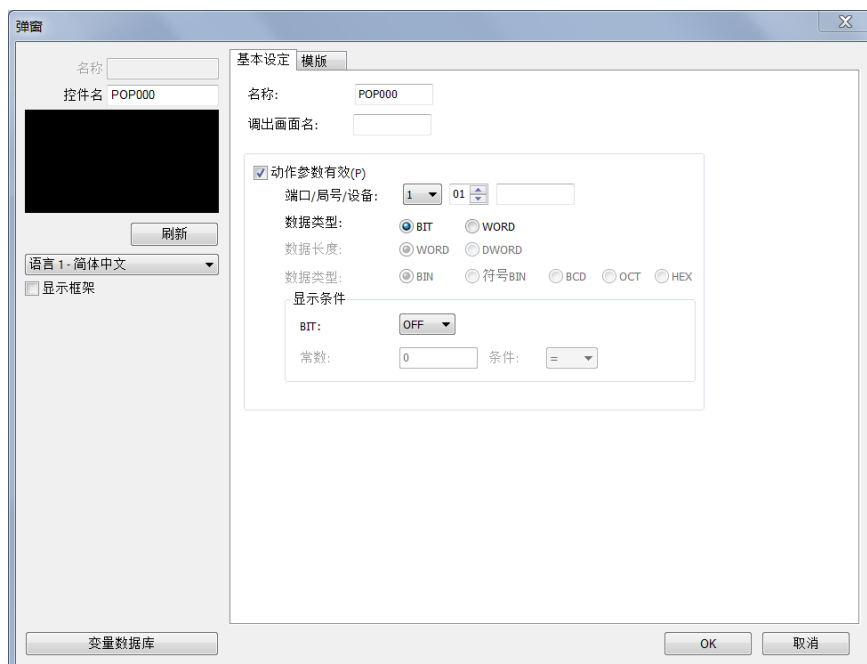 弹窗
名称
控件名 POP000
刷新
语言 1 - 简体中文
显示框架
变量数据库
基本设定 模版
名称: POP000
调出画面名:
动作参数有效(P)
端口/局号/设备: 1 01
数据类型: BIT WORD
数据长度: WORD DWORD
数据类型: BIN 符号BIN BCD OCT HEX
显示条件
BIT: OFF
常数: 0 条件: =
OK 取消